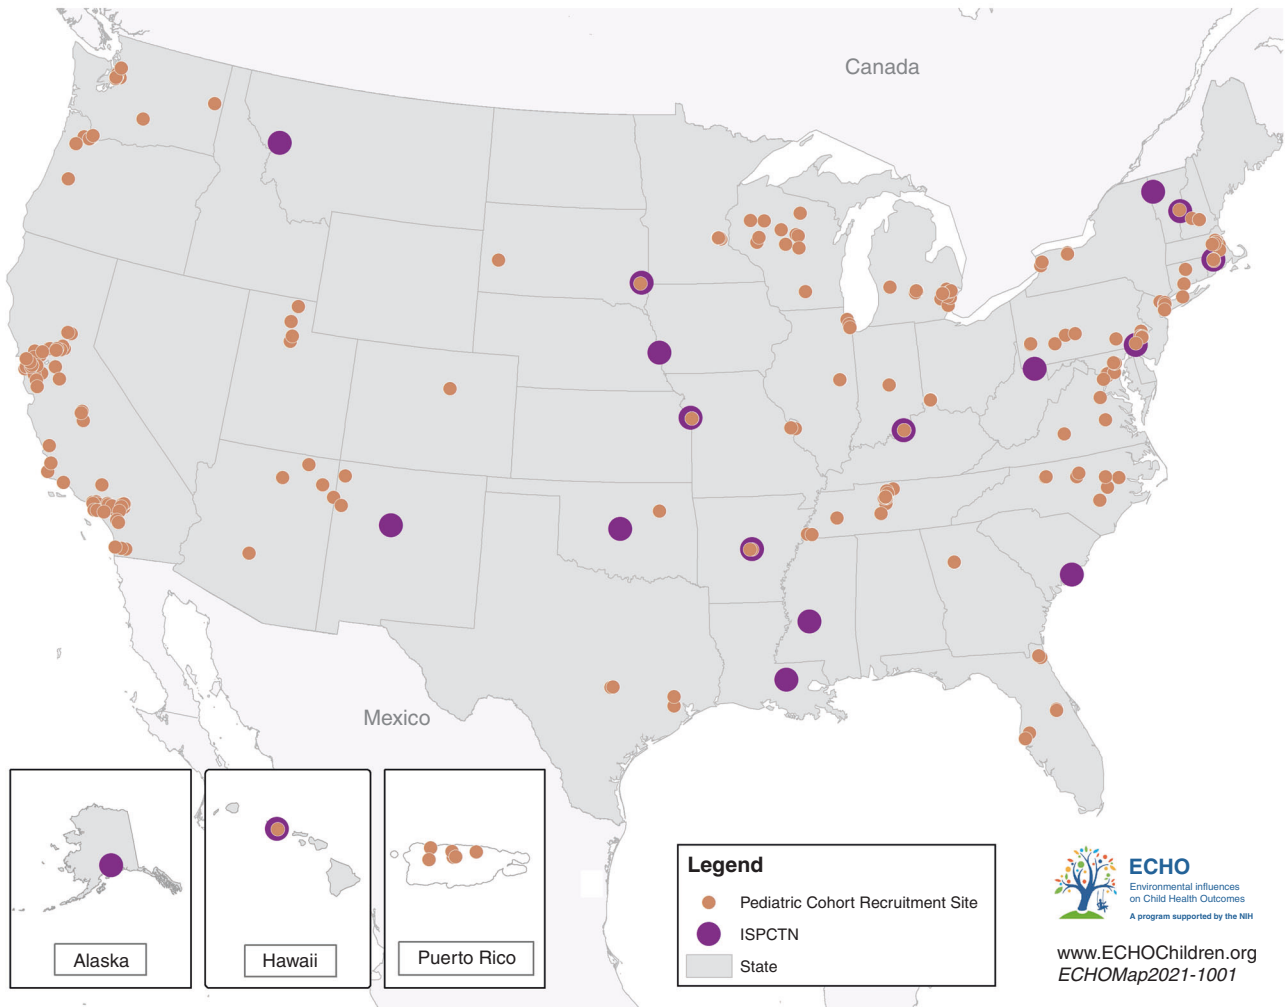 Canada
Mexico
Alaska
Hawaii
Puerto Rico
Legend
Pediatric Cohort Recruitment Site
ISPCTN
State
ECHO
Environmental influences
on Child Health Outcomes
A program supported by the NIH
www.ECHOChildren.org
ECHOMap2021-1001